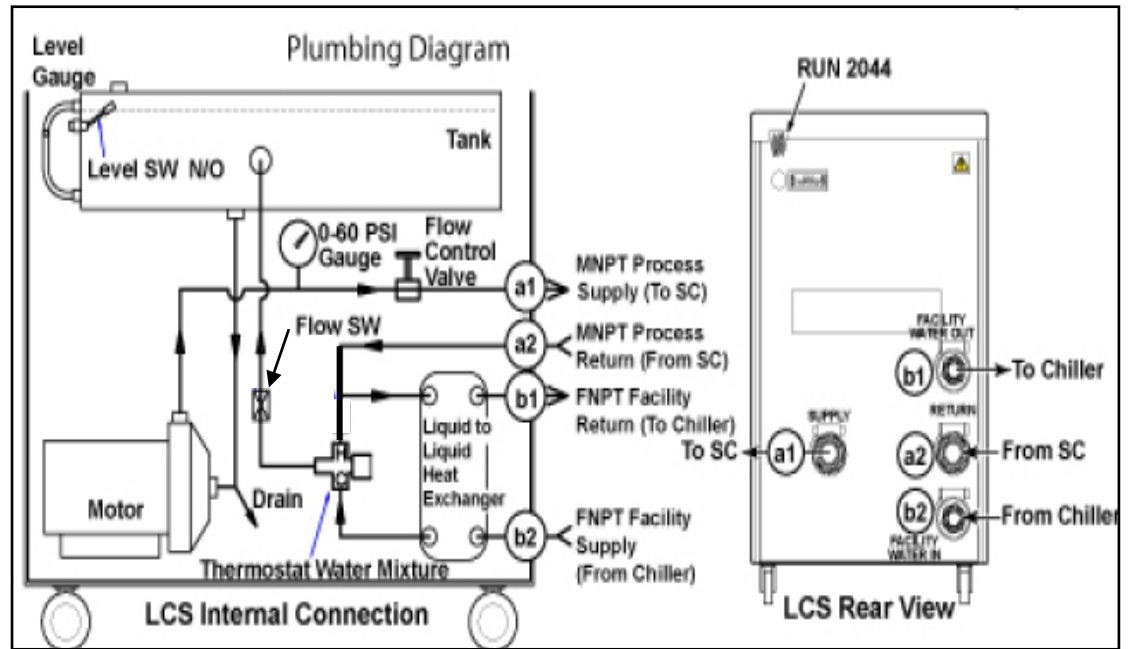 Plumbing Diagram
Level
Gauge
Level SW N/O
Tank
0-60 PSI
Gauge
Flow
Control
Valve
a1
MNPT Process
Supply (To SC)
Flow SW
a2
MNPT Process
Return (From SC)
b1
FNPT Facility
Return (To Chiller)
Liquid to
Liquid
Heat
Exchanger
Motor
Drain
b2
FNPT Facility
Supply
(From Chiller)
Thermostat Water Mixture
LCS Internal Connection
RUN 2044
FACILITY
WATER OUT
b1
To Chiller
SUPPLY
RETURN
To SC
a1
a2
From SC
b2
From Chiller
FACILITY
WATER IN
LCS Rear View